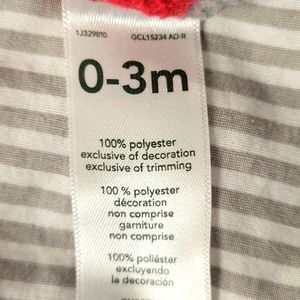 1J329810 GCL15234 AD-R
0-3m
100% polyester
exclusive of decoration
exclusive of trimming
100 % polyester
décoration
non comprise
garniture
non comprise
100% poliéster
excluyendo
la decoración